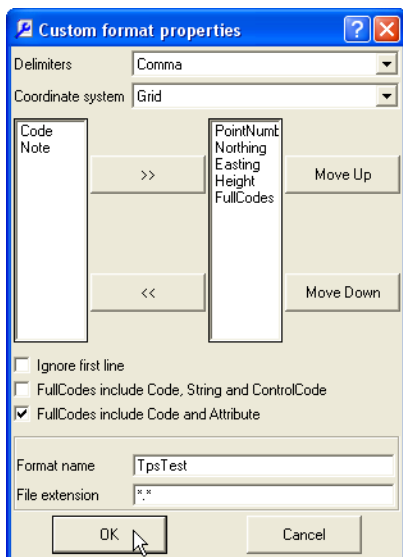 Custom format properties
Delimiters Comma
Coordinate system Grid
Code
Note
>>
<<
PointNumb
Northing
Easting
Height
FullCodes
Move Up
Move Down
Ignore first line
FullCodes include Code, String and ControlCode
FullCodes include Code and Attribute
Format name TpsTest
File extension *.*
OK Cancel